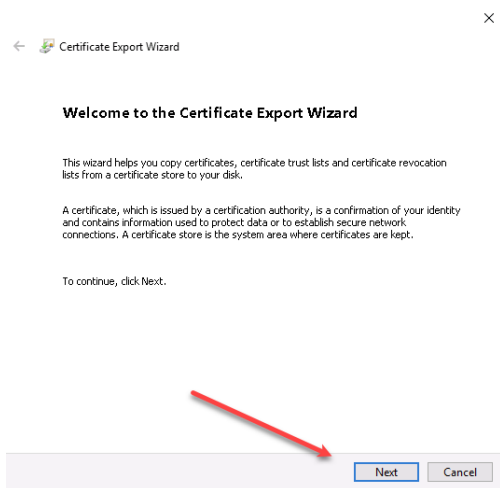 Certificate Export Wizard
Welcome to the Certificate Export Wizard
This wizard helps you copy certificates, certificate trust lists and certificate revocation
lists from a certificate store to your disk.
A certificate, which is issued by a certification authority, is a confirmation of your identity
and contains information used to protect data or to establish secure network
connections. A certificate store is the system area where certificates are kept.
To continue, click Next.
Next
Cancel